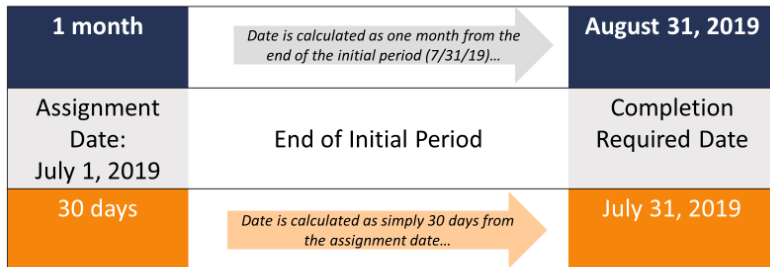 1 month
Date is calculated as one month from the
end of the initial period (7/31/19)...
August 31, 2019
Assignment
Date:
July 1, 2019
End of Initial Period
Completion
Required Date
30 days
Date is calculated as simply 30 days from
the assignment date...
July 31, 2019